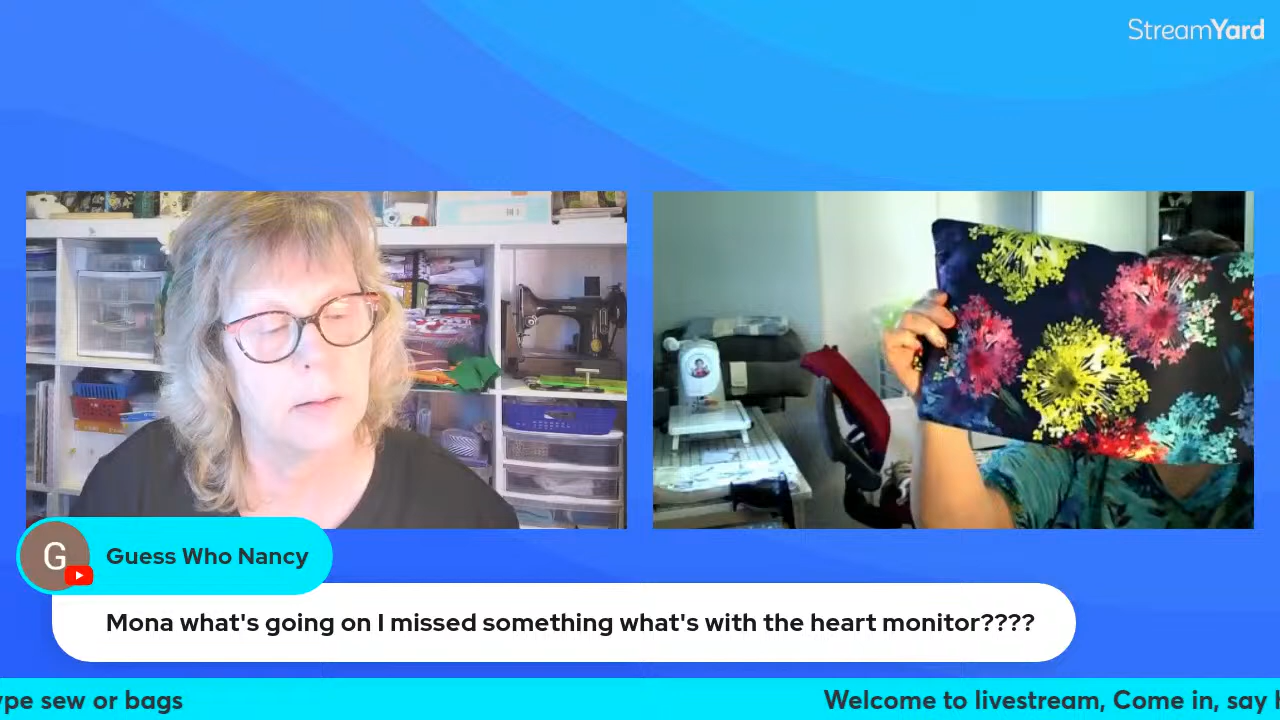 StreamYard
G
Guess Who Nancy
Mona what's going on I missed something what's with the heart monitor????
ype sew or bags
Welcome to livestream, Come in, say